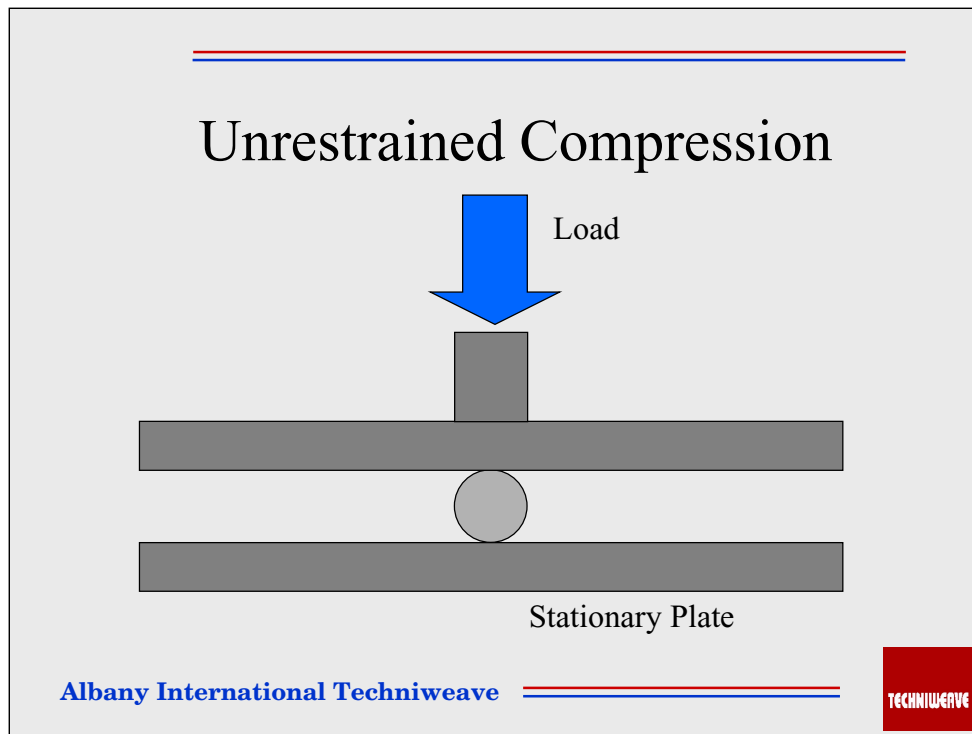 Unrestrained Compression
Load
Stationary Plate
Albany International Techniweave
TECHNIWEAVE